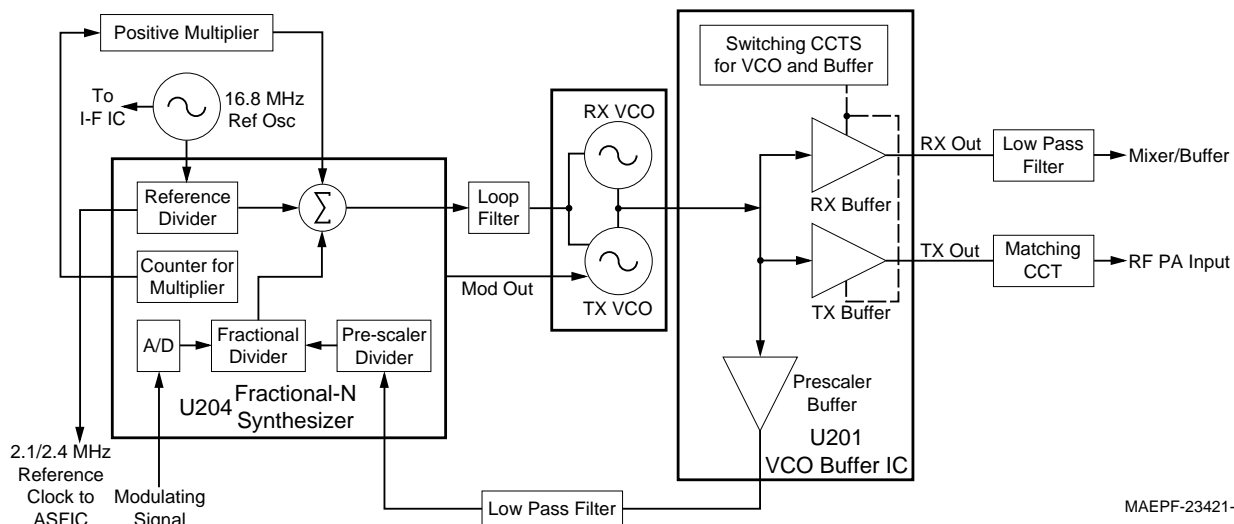 Positive Multiplier
To
I-F IC
16.8 MHz
Ref Osc
Reference
Divider
Σ
Counter for
Multiplier
A/D
Fractional
Divider
Pre-scaler
Divider
U204
Fractional-N
Synthesizer
2.1/2.4 MHz
Reference
Clock to
ASFIC
Modulating
Signal
Loop
Filter
Mod Out
RX VCO
TX VCO
Switching CCTS
for VCO and Buffer
RX Buffer
TX Buffer
Prescaler
Buffer
U201
VCO Buffer IC
RX Out
Low Pass
Filter
Mixer/Buffer
TX Out
Matching
CCT
RF PA Input
Low Pass Filter
MAEPF-23421-